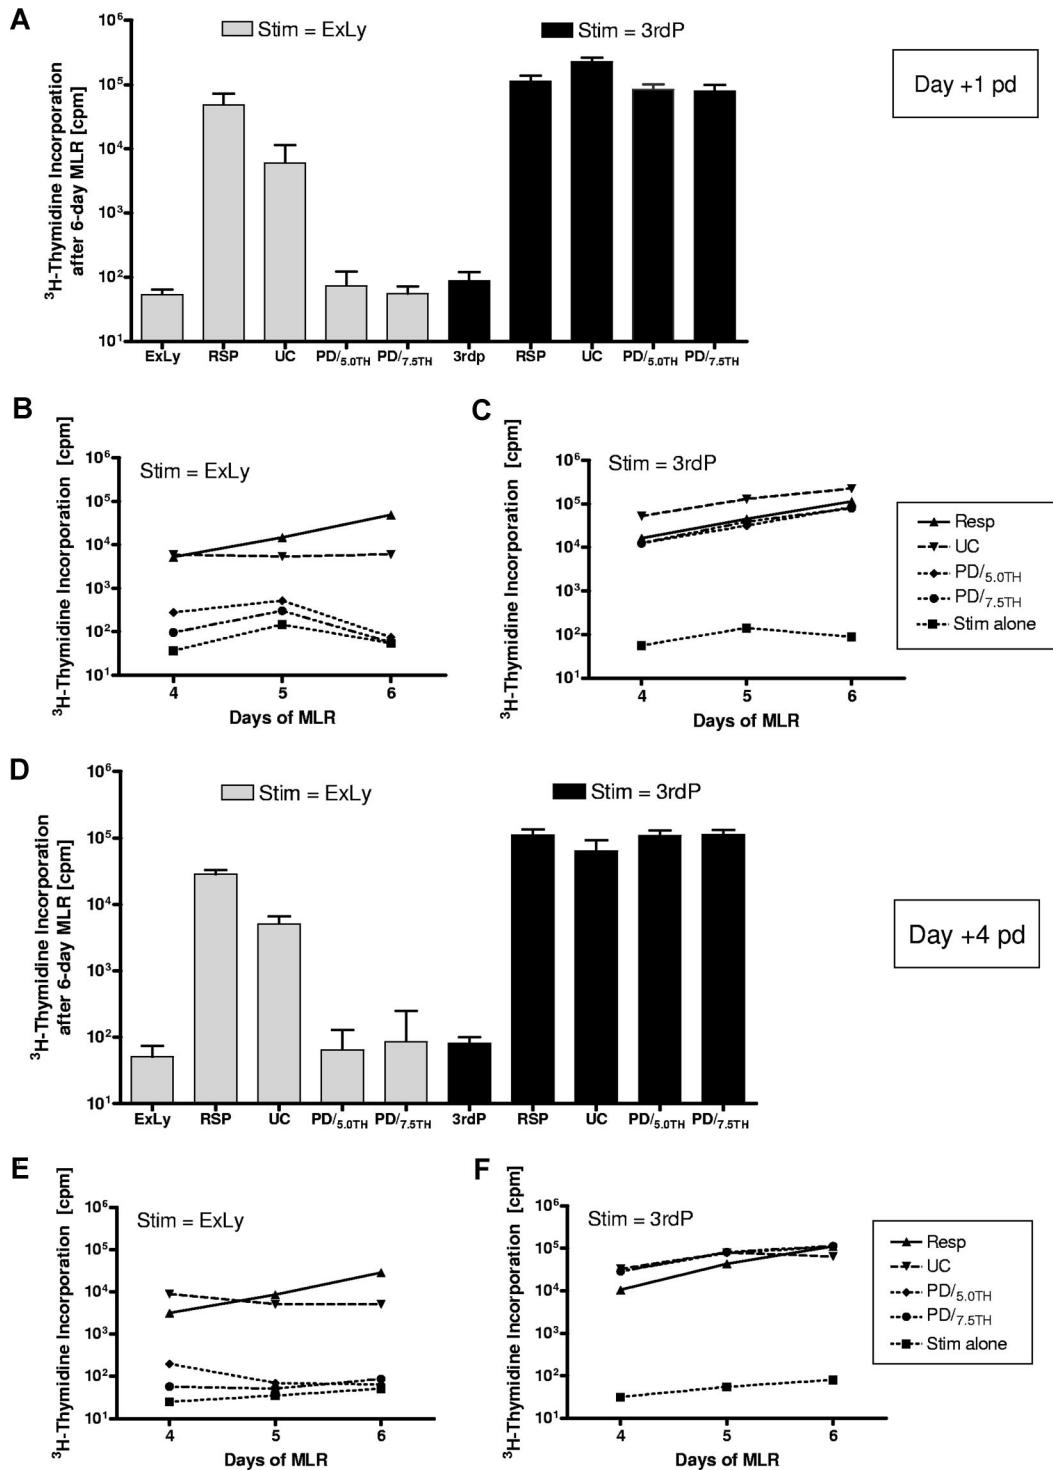 A
Stim = ExLy
Stim = 3rdP
Day +1 pd
³H-Thymidine Incorporation
after 6-day MLR [cpm]
10⁶
10⁵
10⁴
10³
10²
10¹
ExLy RSP UC PD/5.0TH PD/7.5TH 3rdp RSP UC PD/5.0TH PD/7.5TH
B
³H-Thymidine Incorporation [cpm]
Stim = ExLy
10⁶
10⁵
10⁴
10³
10²
10¹
4 5 6
Days of MLR
C
³H-Thymidine Incorporation [cpm]
Stim = 3rdP
10⁶
10⁵
10⁴
10³
10²
10¹
4 5 6
Days of MLR
Resp
UC
PD/5.0TH
PD/7.5TH
Stim alone
D
Stim = ExLy
Stim = 3rdP
Day +4 pd
³H-Thymidine Incorporation
after 6-day MLR [cpm]
10⁶
10⁵
10⁴
10³
10²
10¹
ExLy RSP UC PD/5.0TH PD/7.5TH 3rdP RSP UC PD/5.0TH PD/7.5TH
E
³H-Thymidine Incorporation [cpm]
Stim = ExLy
10⁶
10⁵
10⁴
10³
10²
10¹
4 5 6
Days of MLR
F
³H-Thymidine Incorporation [cpm]
Stim = 3rdP
10⁶
10⁵
10⁴
10³
10²
10¹
4 5 6
Days of MLR
Resp
UC
PD/5.0TH
PD/7.5TH
Stim alone